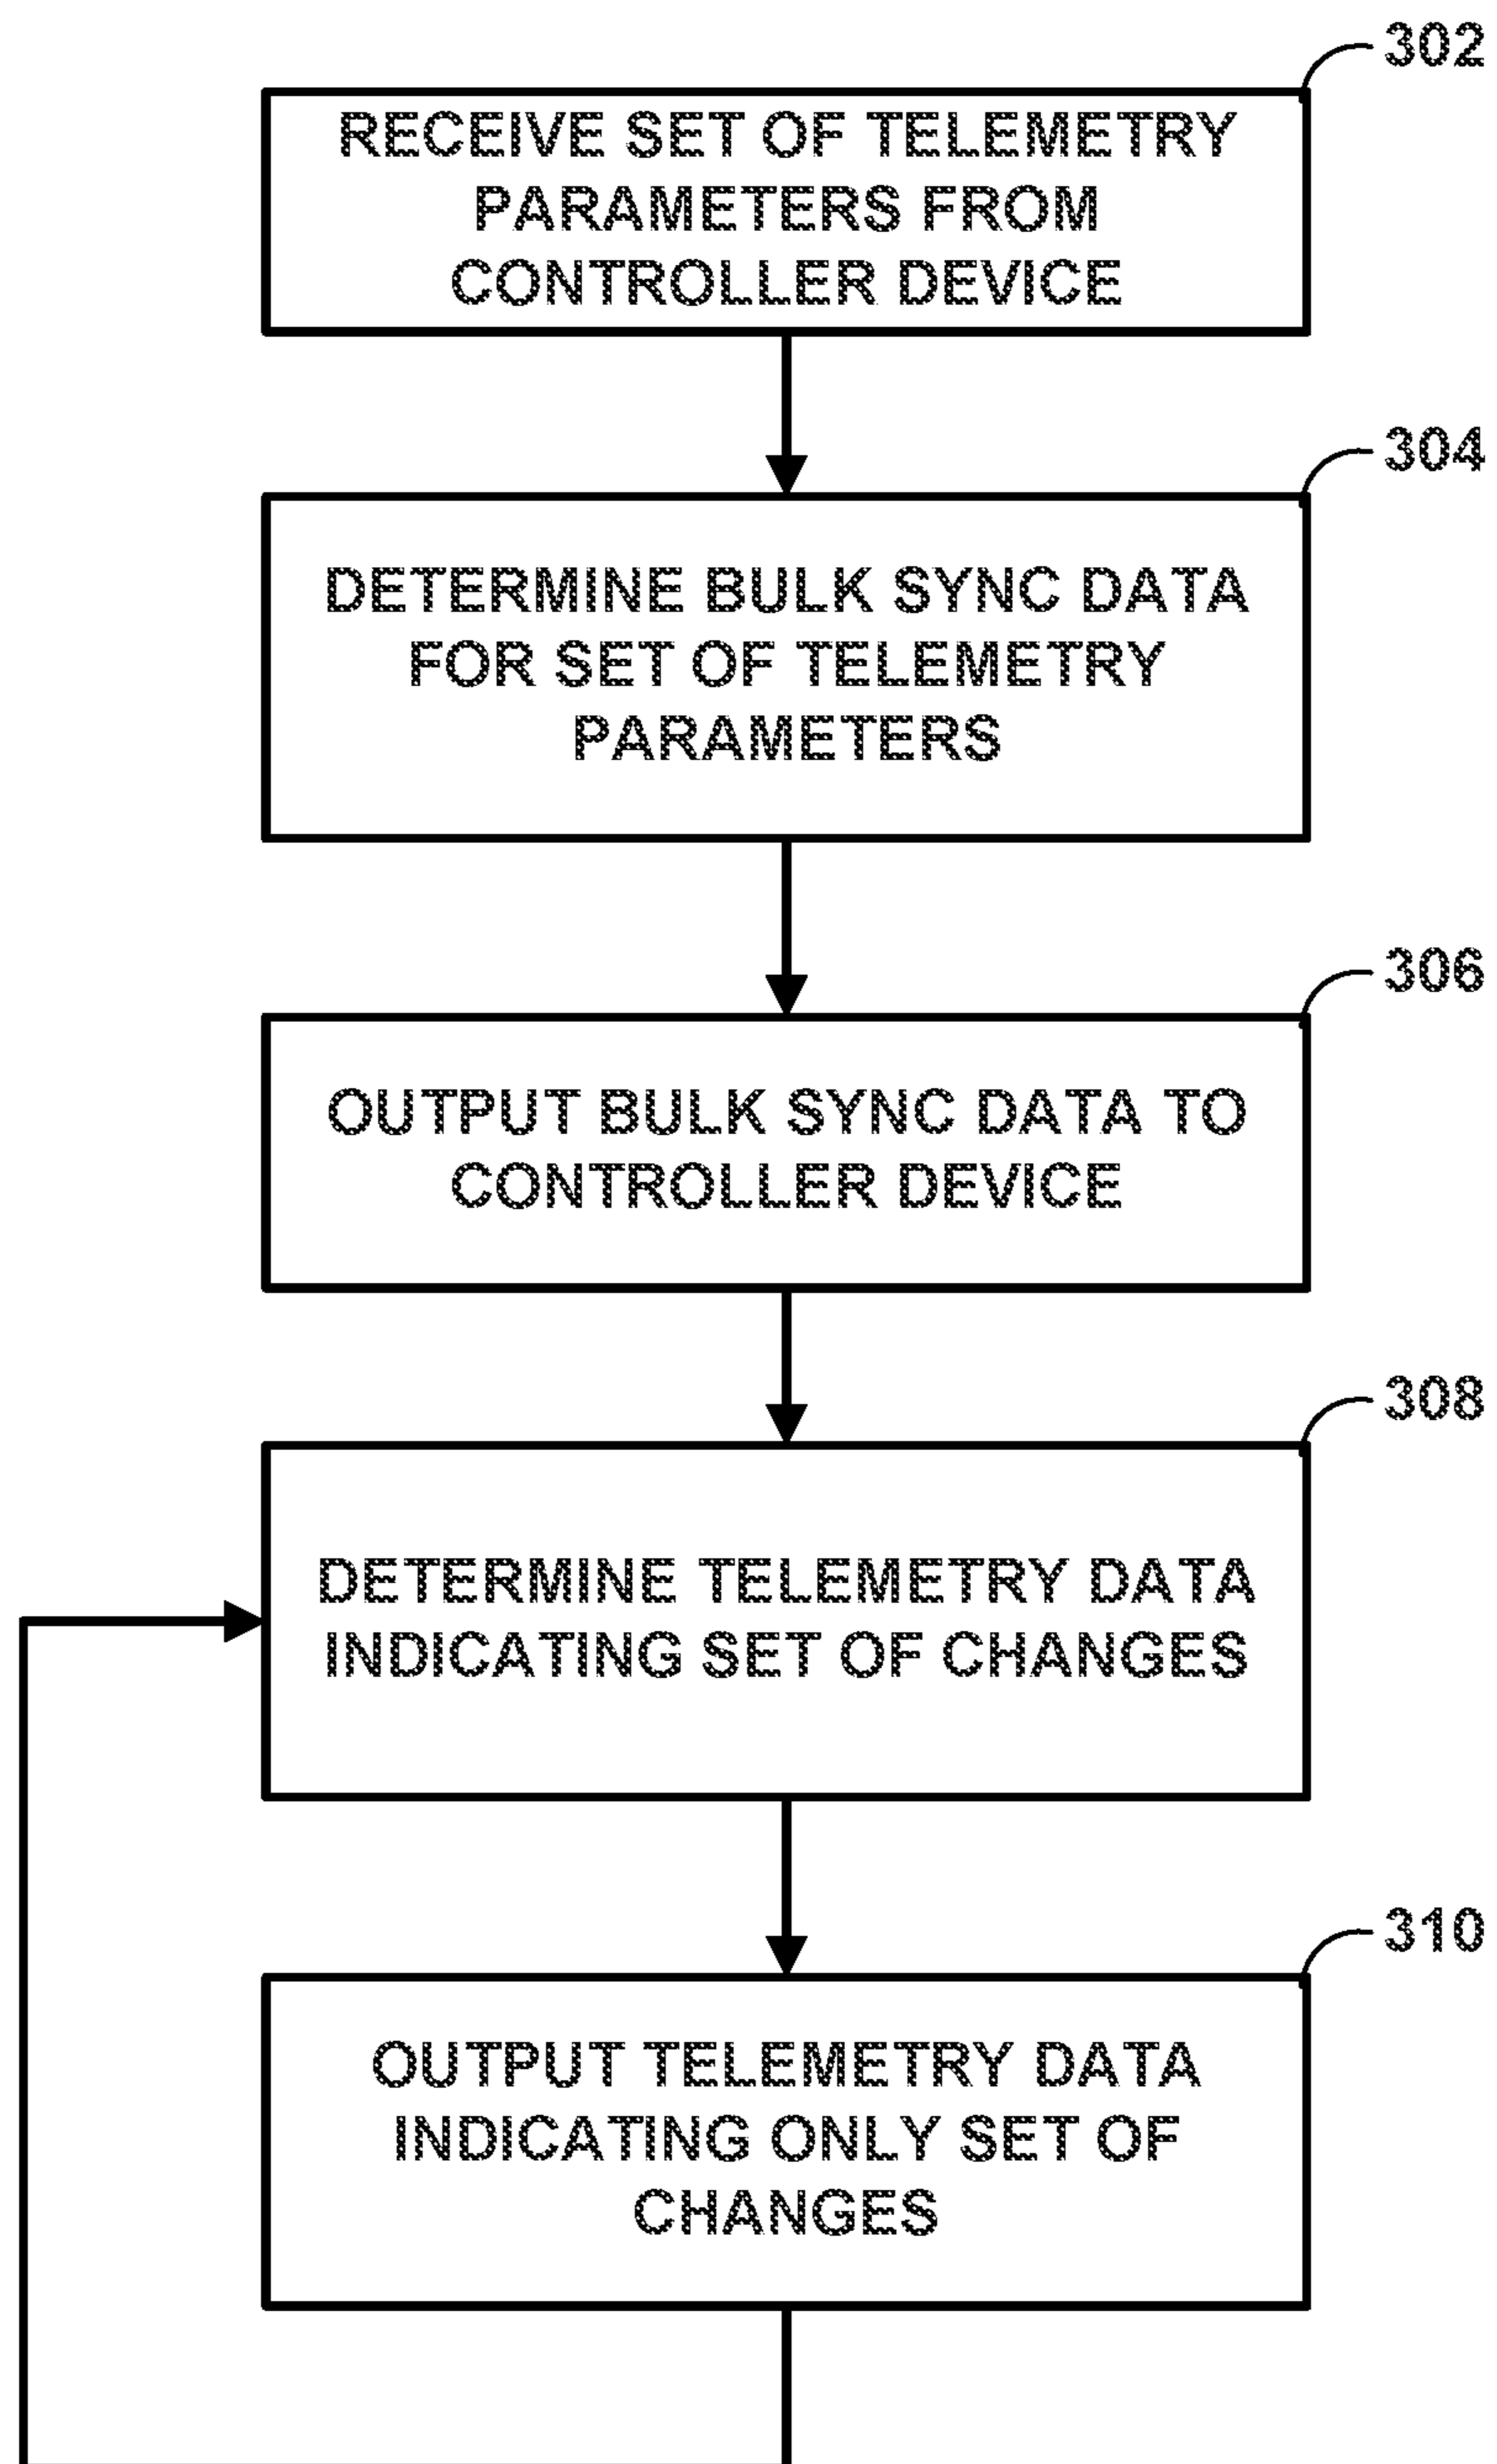 302
RECEIVE SET OF TELEMETRY
PARAMETERS FROM
CONTROLLER DEVICE
304
DETERMINE BULK SYNC DATA
FOR SET OF TELEMETRY
PARAMETERS
306
OUTPUT BULK SYNC DATA TO
CONTROLLER DEVICE
308
DETERMINE TELEMETRY DATA
INDICATING SET OF CHANGES
310
OUTPUT TELEMETRY DATA
INDICATING ONLY SET OF
CHANGES